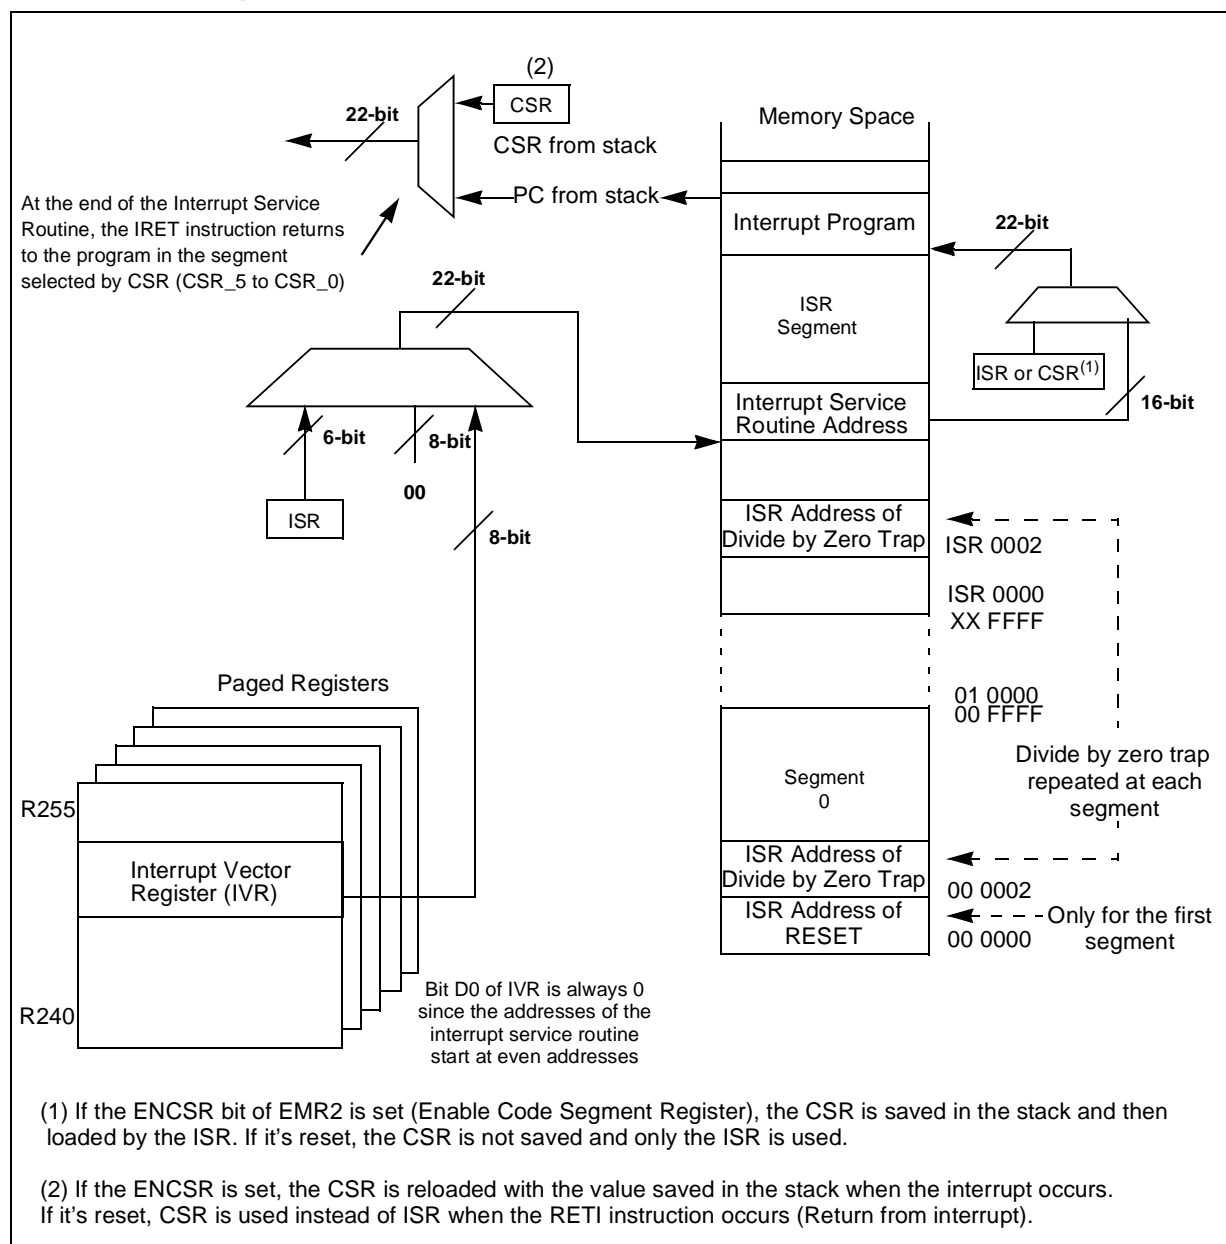 (2)
CSR
22-bit
CSR from stack
PC from stack
At the end of the Interrupt Service
Routine, the IRET instruction returns
to the program in the segment
selected by CSR (CSR_5 to CSR_0)
Memory Space
Interrupt Program
22-bit
ISR
Segment
ISR or CSR(1)
16-bit
Interrupt Service
Routine Address
22-bit
6-bit
8-bit
00
ISR
8-bit
ISR Address of
Divide by Zero Trap
ISR 0002
ISR 0000
XX FFFF
01 0000
00 FFFF
Divide by zero trap
repeated at each
segment
Segment
0
ISR Address of
Divide by Zero Trap
00 0002
ISR Address of
RESET
00 0000
Only for the first
segment
Paged Registers
R255
Interrupt Vector
Register (IVR)
R240
Bit D0 of IVR is always 0
since the addresses of the
interrupt service routine
start at even addresses
(1) If the ENCSR bit of EMR2 is set (Enable Code Segment Register), the CSR is saved in the stack and then
loaded by the ISR. If it's reset, the CSR is not saved and only the ISR is used.
(2) If the ENCSR is set, the CSR is reloaded with the value saved in the stack when the interrupt occurs.
If it's reset, CSR is used instead of ISR when the RETI instruction occurs (Return from interrupt).